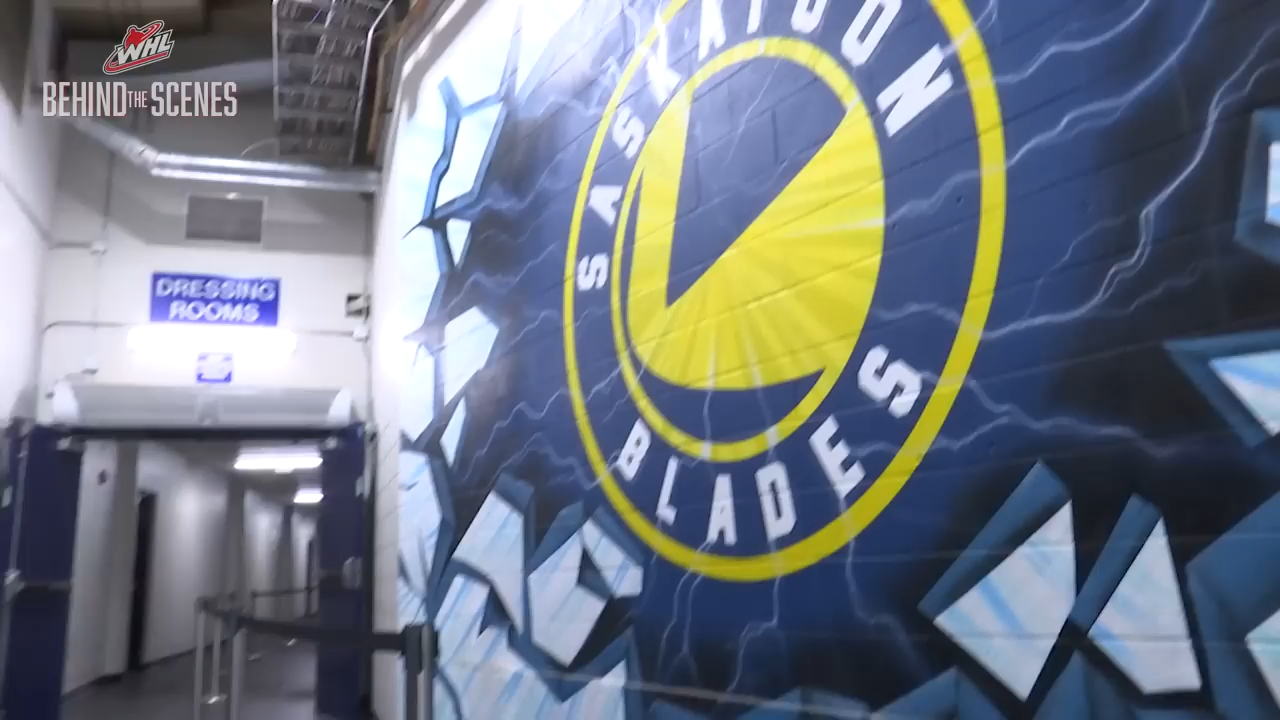 WHL
BEHIND THE SCENES
DRESSING
ROOMS
SASKATOON
BLADES